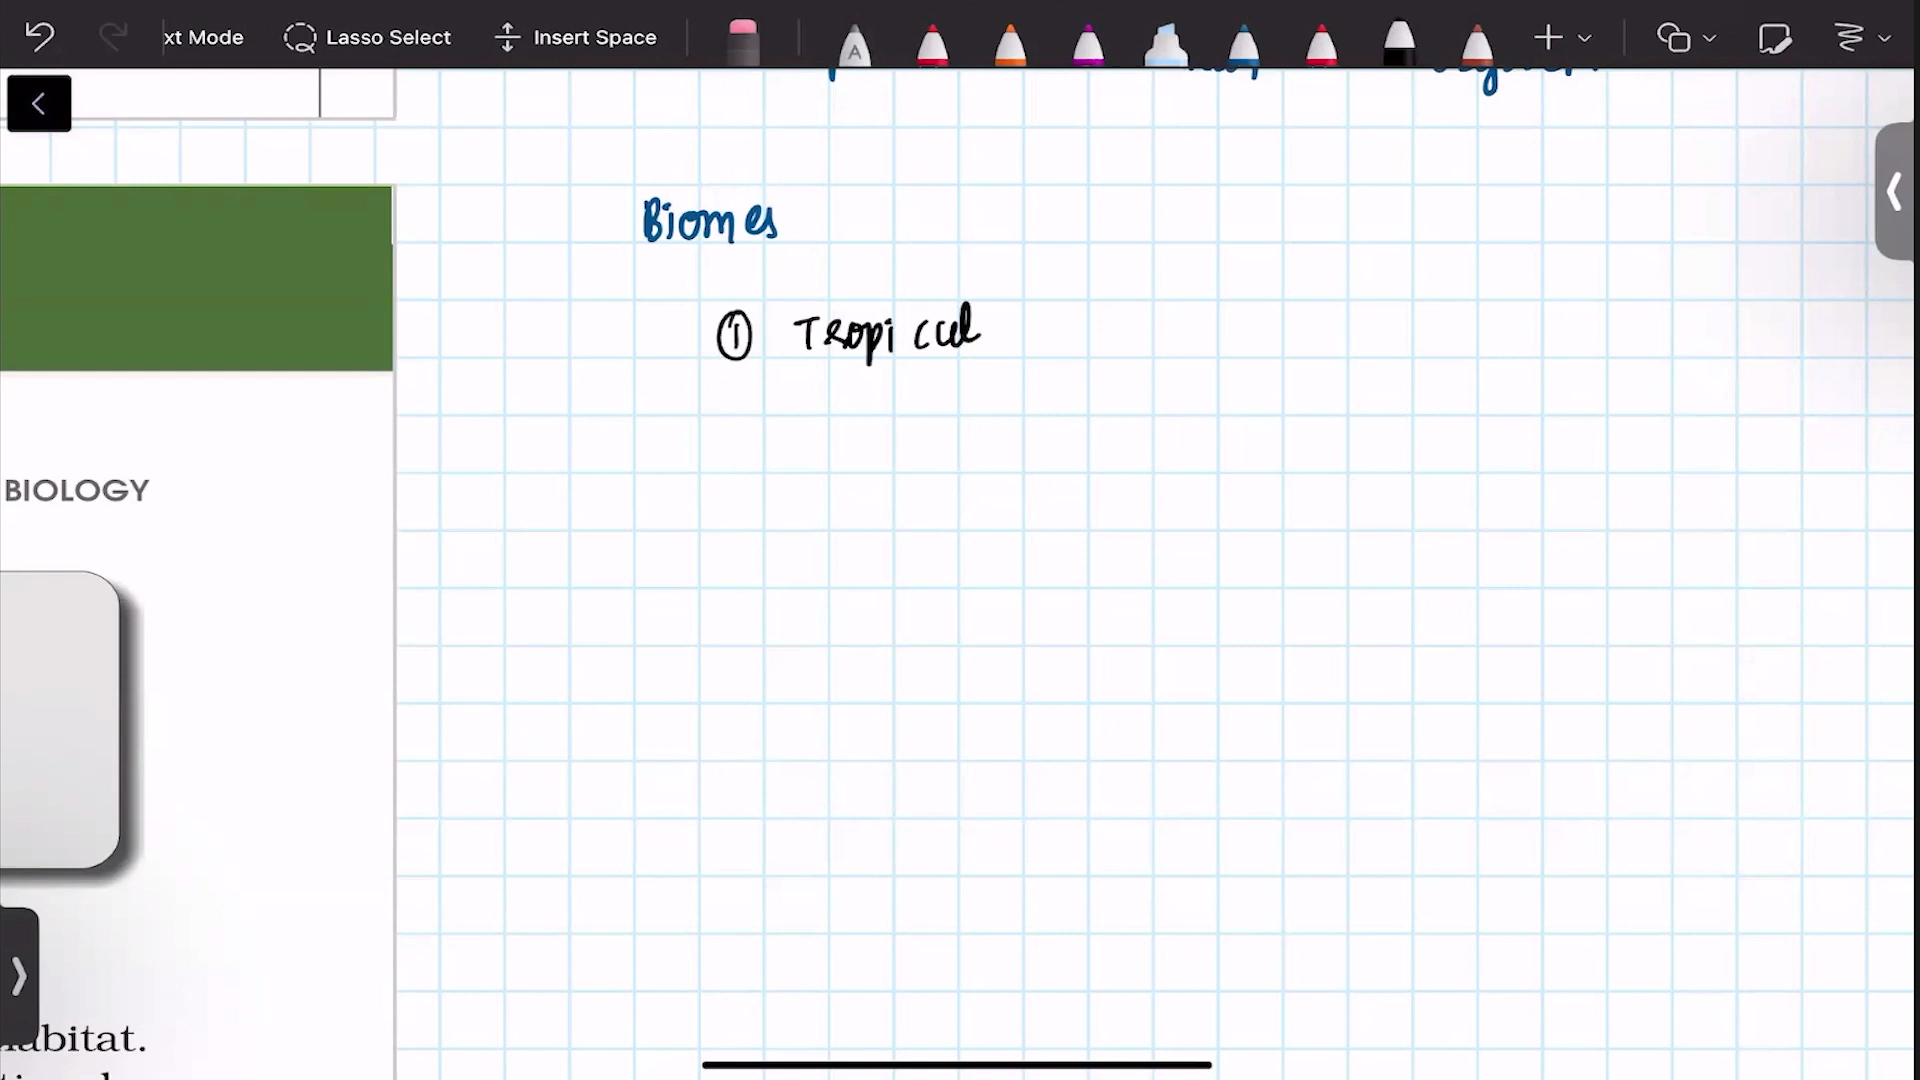 xt Mode Lasso Select Insert Space
A
Biomes
① Tropical
BIOLOGY
abitat.